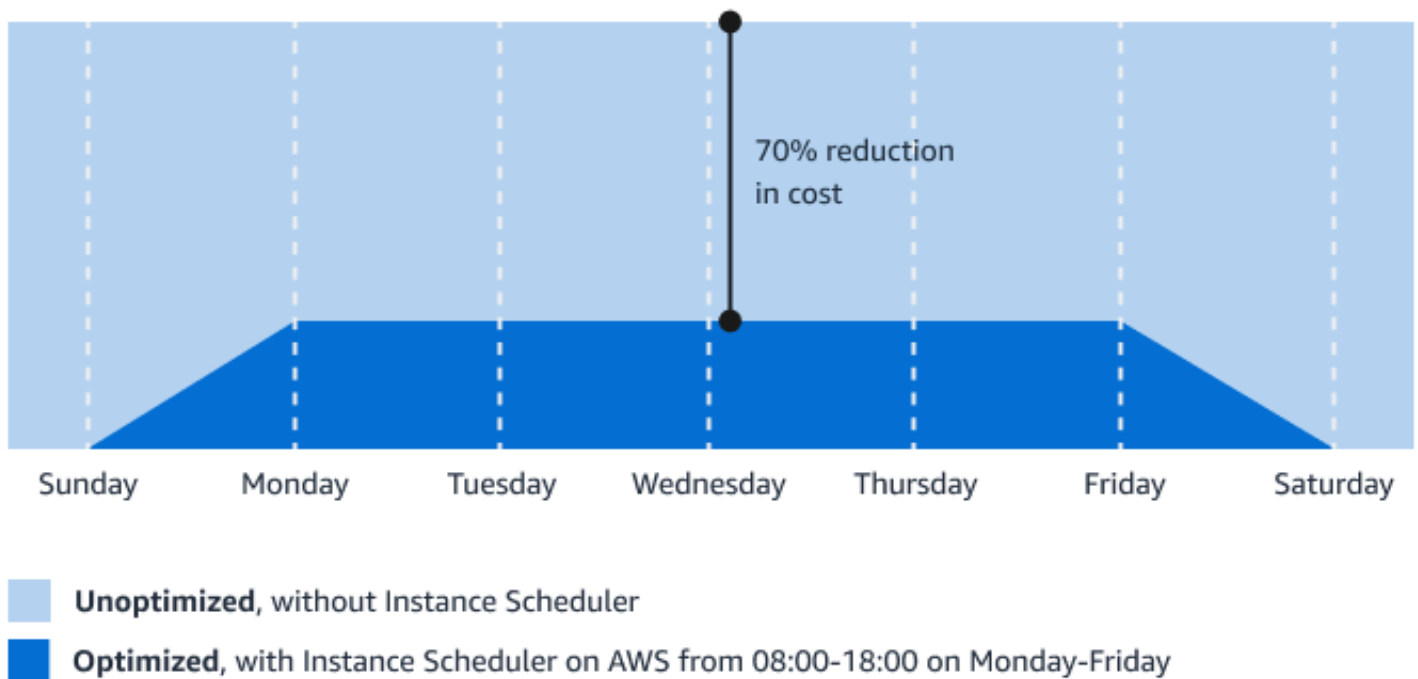 70% reduction
in cost
Sunday Monday Tuesday Wednesday Thursday Friday Saturday
Unoptimized, without Instance Scheduler
Optimized, with Instance Scheduler on AWS from 08:00-18:00 on Monday-Friday